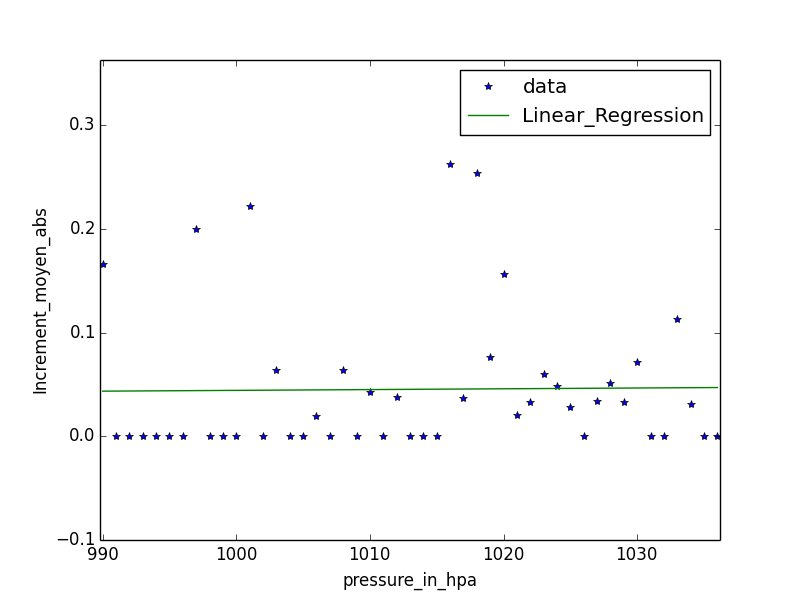 data
Linear_Regression
0.3
0.2
0.1
0.0
−0.1
Increment_moyen_abs
990 1000 1010 1020 1030
pressure_in_hpa